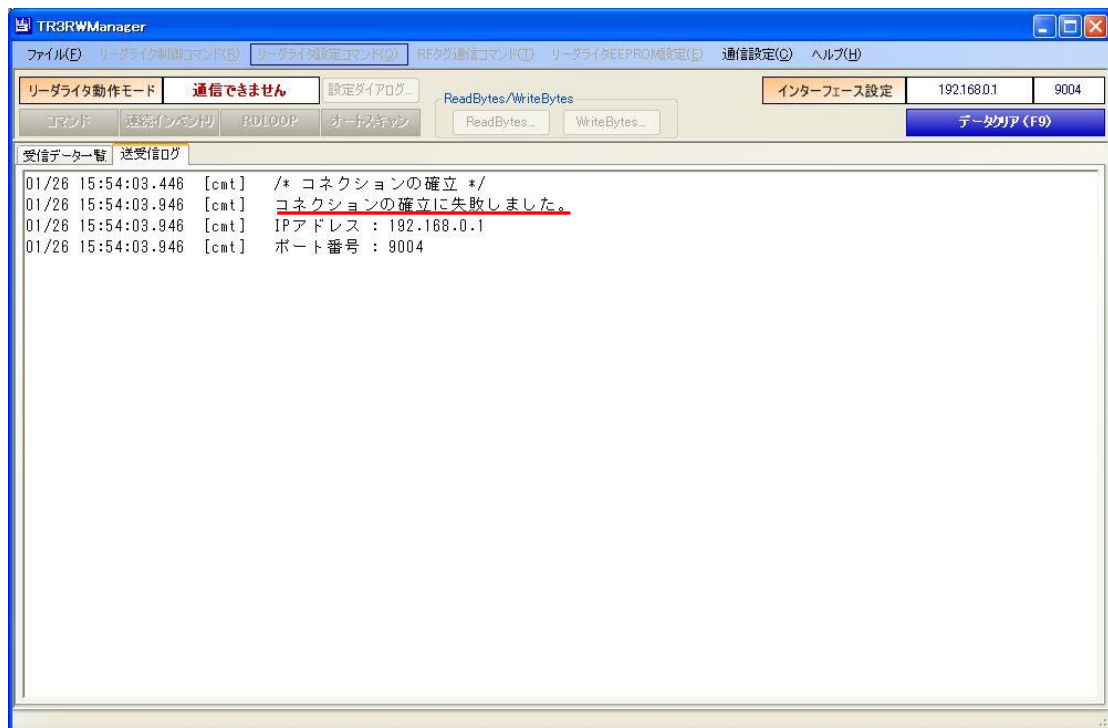 TR3RWManager
ファイル(F) リーダライタ制御コマンド(R) リーダライタ設定コマンド(Q) RFタグ通信コマンド(T) リーダライタEEPROM設定(E) 通信設定(C) ヘルプ(H)
リーダライタ動作モード 通信できません 設定ダイアログ... ReadBytes/WriteBytes インターフェース設定 192.168.0.1 9004
コマンド 連続インベントリ RDLOOP オートスキャン ReadBytes... WriteBytes... データクリア (F9)
受信データ一覧 送受信ログ
01/26 15:54:03.446 [cmt] /* コネクションの確立 */
01/26 15:54:03.946 [cmt] コネクションの確立に失敗しました。
01/26 15:54:03.946 [cmt] IPアドレス : 192.168.0.1
01/26 15:54:03.946 [cmt] ポート番号 : 9004